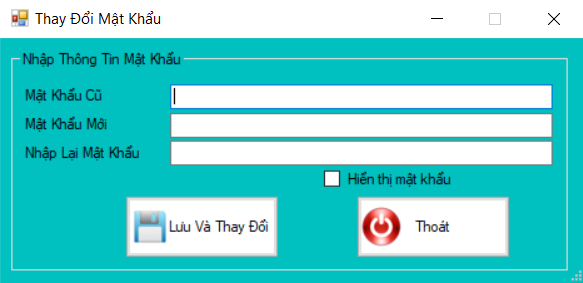 Thay Đổi Mật Khẩu
Nhập Thông Tin Mật Khẩu
Mật Khẩu Cũ
Mật Khẩu Mới
Nhập Lại Mật Khẩu
Hiển thị mật khẩu
Lưu Và Thay Đổi
Thoát